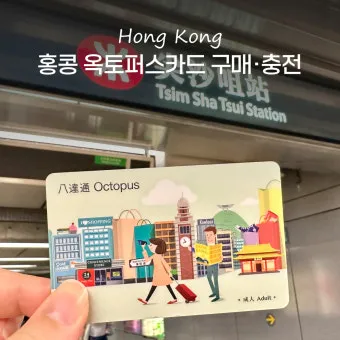 Hong Kong
홍콩 옥토퍼스카드 구매·충전
尖沙咀站
Tsim Sha Tsui Station
八達通 Octopus
SHOPPING
• 成人 Adult •